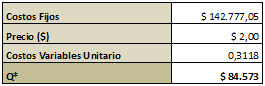 Costos Fijos $ 142.777,05
Precio ($) $ 2,00
Costos Variables Unitario 0,3118
Q* $ 84.573